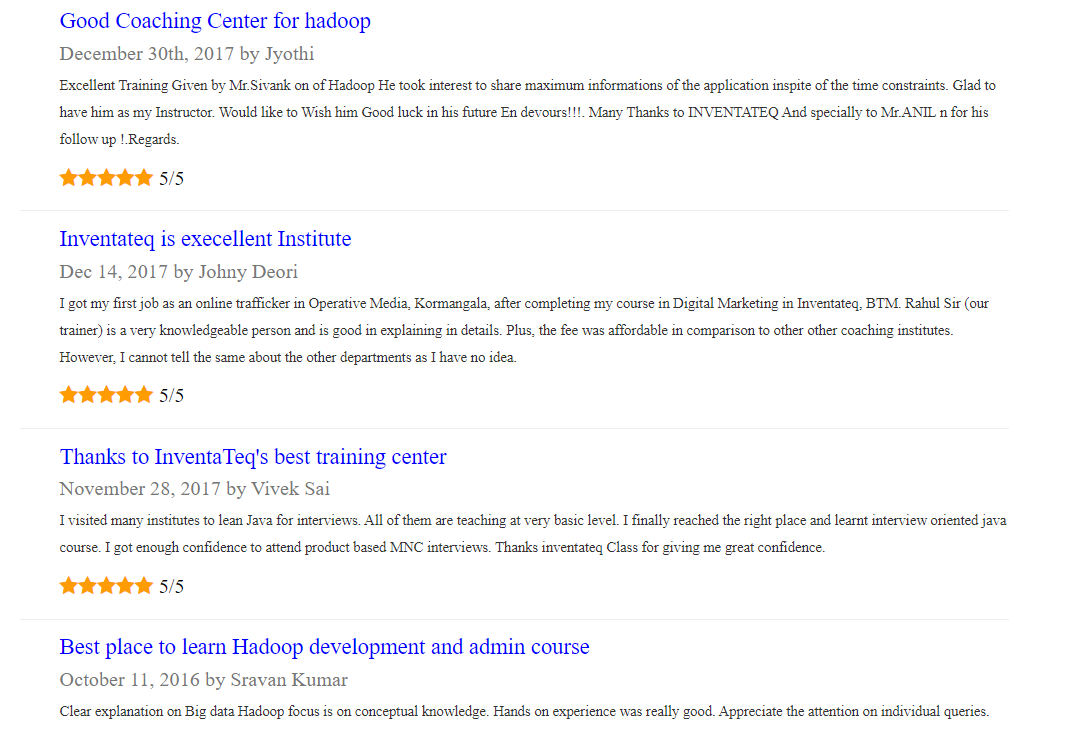 Good Coaching Center for hadoop
December 30th, 2017 by Jyothi
Excellent Training Given by Mr.Sivank on of Hadoop He took interest to share maximum informations of the application inspite of the time constraints. Glad to
have him as my Instructor. Would like to Wish him Good luck in his future En devours!!!. Many Thanks to INVENTATEQ And specially to Mr.ANIL n for his
follow up !.Regards.
5/5
Inventateq is execellent Institute
Dec 14, 2017 by Johny Deori
I got my first job as an online trafficker in Operative Media, Kormangala, after completing my course in Digital Marketing in Inventateq, BTM. Rahul Sir (our
trainer) is a very knowledgeable person and is good in explaining in details. Plus, the fee was affordable in comparison to other other coaching institutes.
However, I cannot tell the same about the other departments as I have no idea.
5/5
Thanks to InventaTeq's best training center
November 28, 2017 by Vivek Sai
I visited many institutes to lean Java for interviews. All of them are teaching at very basic level. I finally reached the right place and learnt interview oriented java
course. I got enough confidence to attend product based MNC interviews. Thanks inventateq Class for giving me great confidence.
5/5
Best place to learn Hadoop development and admin course
October 11, 2016 by Sravan Kumar
Clear explanation on Big data Hadoop focus is on conceptual knowledge. Hands on experience was really good. Appreciate the attention on individual queries.